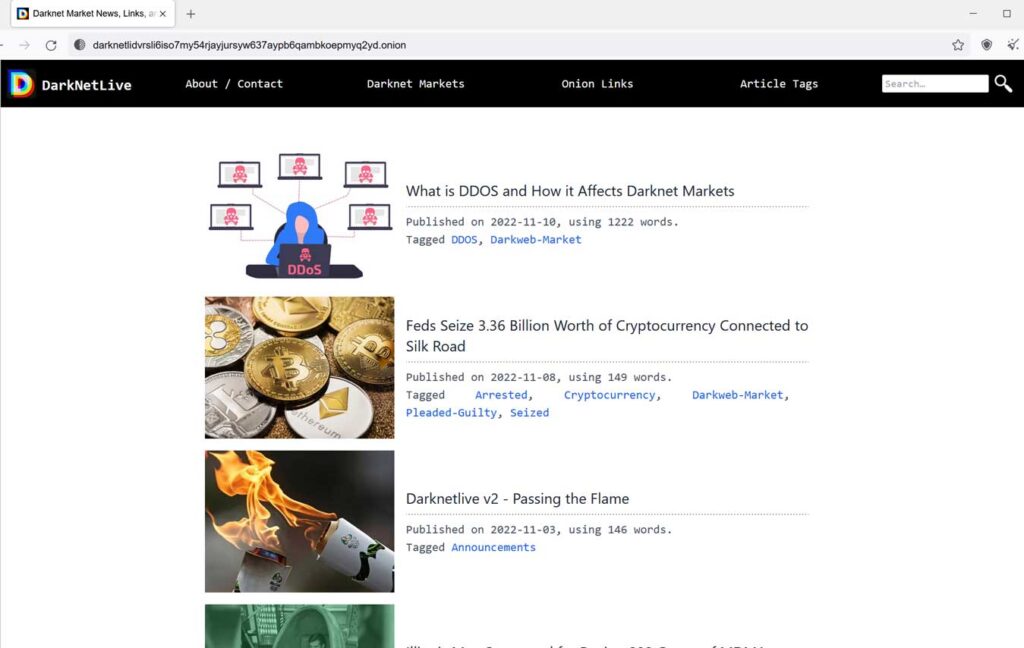 Darknet Market News, Links, a
darknetlidvrsli6iso7my54rjayjursyw637aypb6qambkoepmyq2yd.onion
DarkNetLive
About / Contact
Darknet Markets
Onion Links
Article Tags
Search…
DDoS
What is DDOS and How it Affects Darknet Markets
Published on 2022-11-10, using 1222 words.
Tagged DDOS, Darkweb-Market
Feds Seize 3.36 Billion Worth of Cryptocurrency Connected to
Silk Road
Published on 2022-11-08, using 149 words.
Tagged Arrested, Cryptocurrency, Darkweb-Market,
Pleaded-Guilty, Seized
ethereum
Darknetlive v2 - Passing the Flame
Published on 2022-11-03, using 146 words.
Tagged Announcements